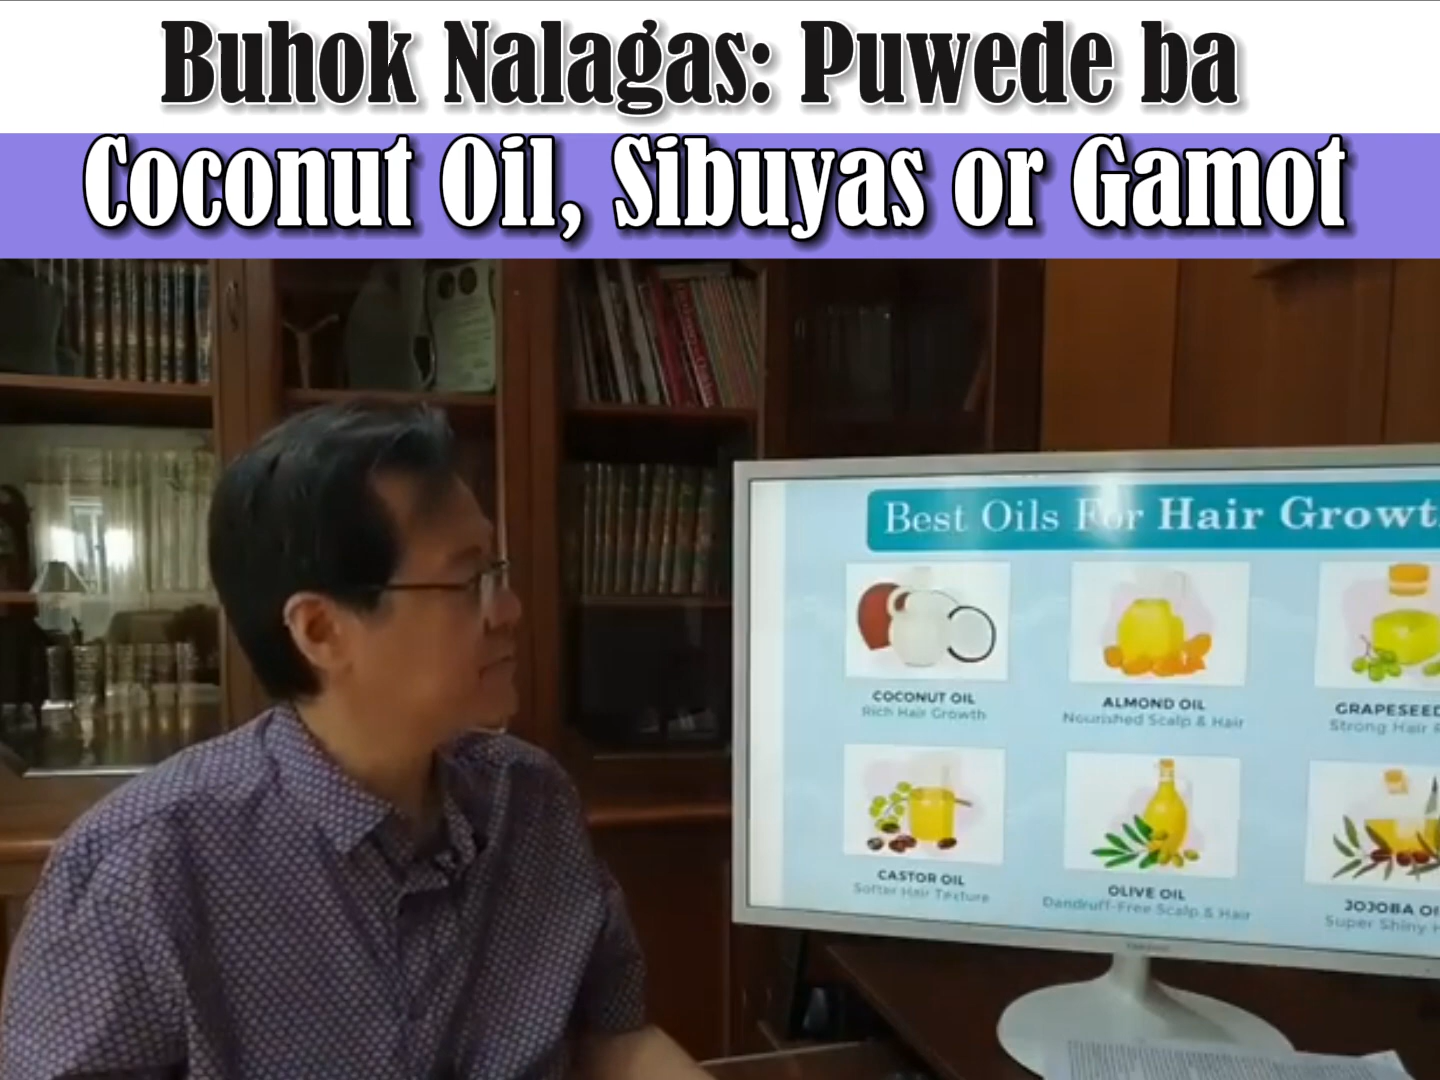 Buhok Nalagas: Puwede ba
Coconut Oil, Sibuyas or Gamot
Best Oils For Hair Growt
COCONUT OIL
Rich Hair Growth
ALMOND OIL
Nourished Scalp & Hair
GRAPESEED
Strong Hair
CASTOR OIL
Softer Hair Texture
OLIVE OIL
Dandruff-Free Scalp & Hair
JOJOBA OI
Super Shiny H